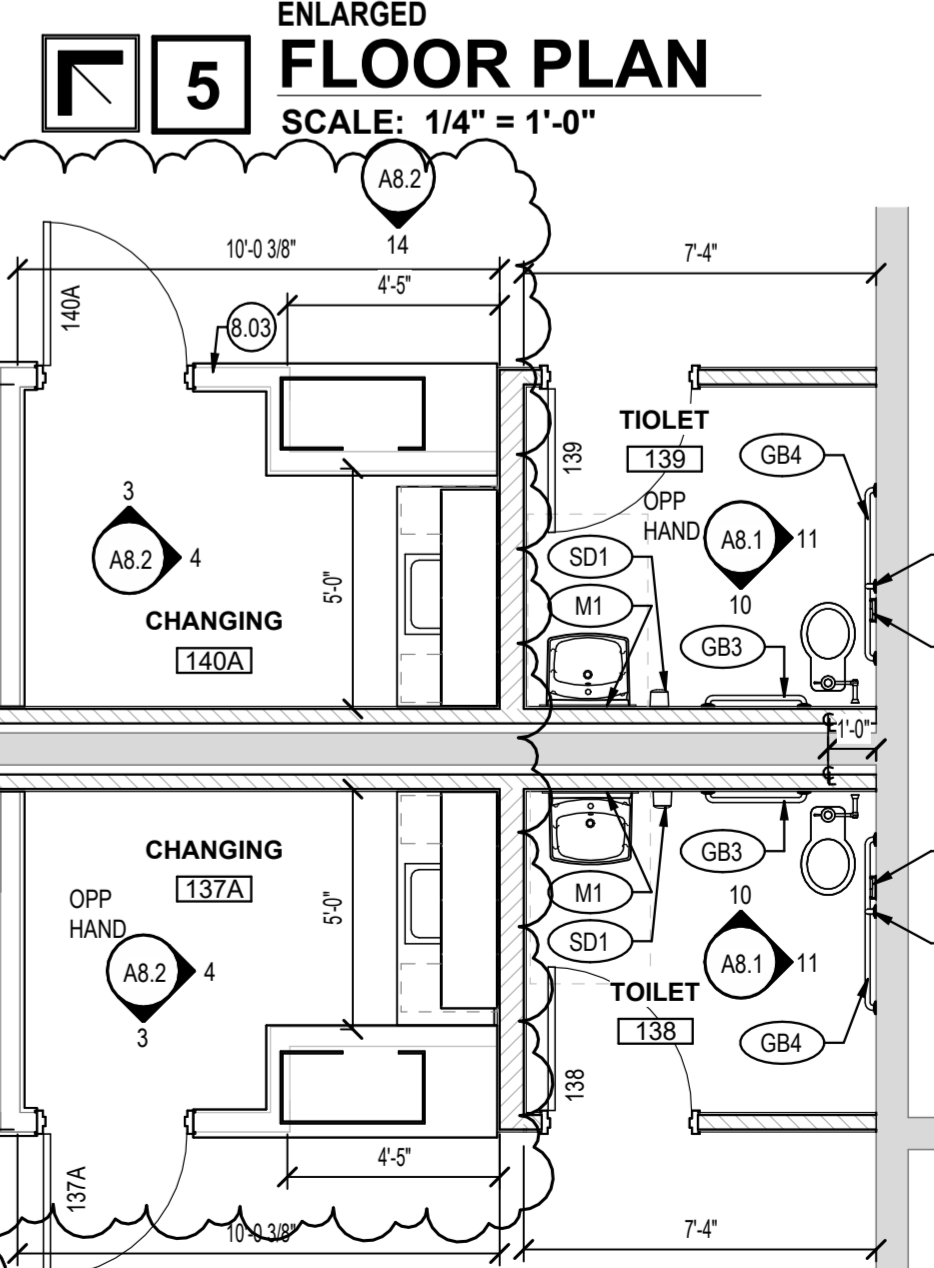 ENLARGED
5
FLOOR PLAN
SCALE: 1/4" = 1'-0"
A8.2
14
10'-0 3/8"
7'-4"
4'-5"
140A
8.03
TIOLET
139
139
GB4
OPP
HAND
3
A8.2
4
A8.1
11
SD1
5'-0"
M1
10
CHANGING
140A
GB3
1'-0"
CHANGING
137A
GB3
5'-0"
OPP
HAND
M1
10
SD1
A8.2
4
A8.1
11
TOILET
3
138
GB4
138
4'-5"
137A
10'-0 3/8"
7'-4"